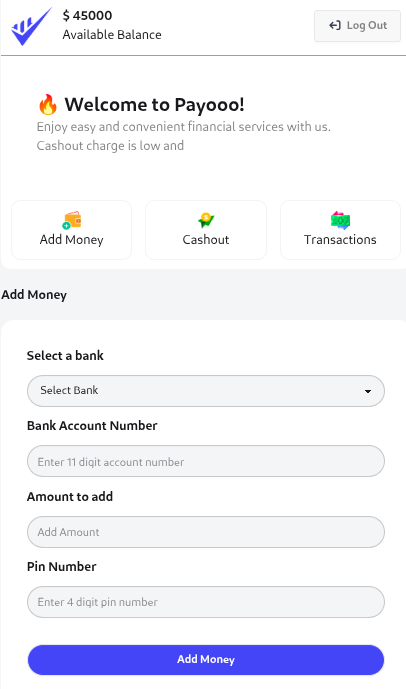 $ 45000
Available Balance
Log Out
🔥 Welcome to Payooo!
Enjoy easy and convenient financial services with us.
Cashout charge is low and
Add Money
Cashout
Transactions
Add Money
Select a bank
Select Bank
Bank Account Number
Enter 11 digit account number
Amount to add
Add Amount
Pin Number
Enter 4 digit pin number
Add Money